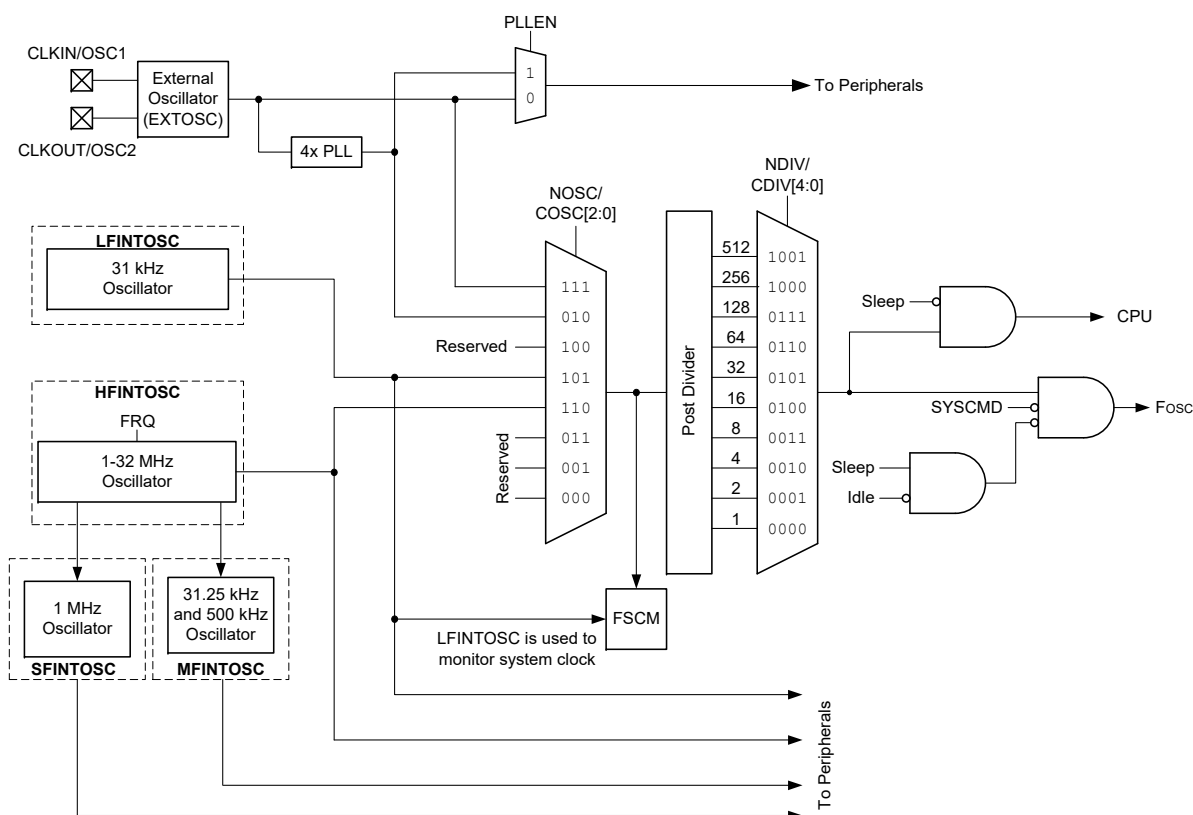 PLLEN
CLKIN/OSC1
External
Oscillator
(EXTOSC)
CLKOUT/OSC2
1
0
To Peripherals
4x PLL
NOSC/
COSC[2:0]
NDIV/
CDIV[4:0]
LFINTOSC
31 kHz
Oscillator
111
010
Reserved
100
101
110
011
001
000
Reserved
Post Divider
512
256
128
64
32
16
8
4
2
1
1001
1000
0111
0110
0101
0100
0011
0010
0001
0000
Sleep
CPU
SYSCMD
Fosc
Sleep
Idle
HFINTOSC
FRQ
1-32 MHz
Oscillator
1 MHz
Oscillator
SFINTOSC
31.25 kHz
and 500 kHz
Oscillator
MFINTOSC
FSCM
LFINTOSC is used to
monitor system clock
To Peripherals